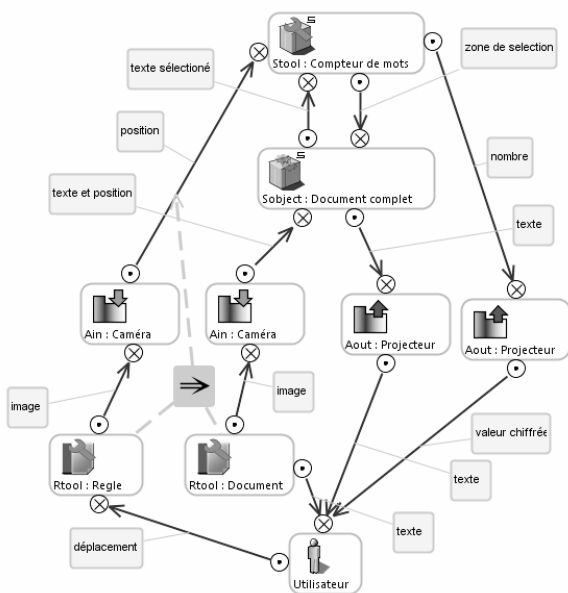 S
Stool : Compteur de mots
zone de selection
texte sélectioné
position
S
nombre
texte et position
Sobject : Document complet
texte
Ain : Caméra
Ain : Caméra
Aout : Projecteur
Aout : Projecteur
image
image
valeur chiffrée
Rtool : Regle
Rtool : Document
texte
texte
déplacement
Utilisateur